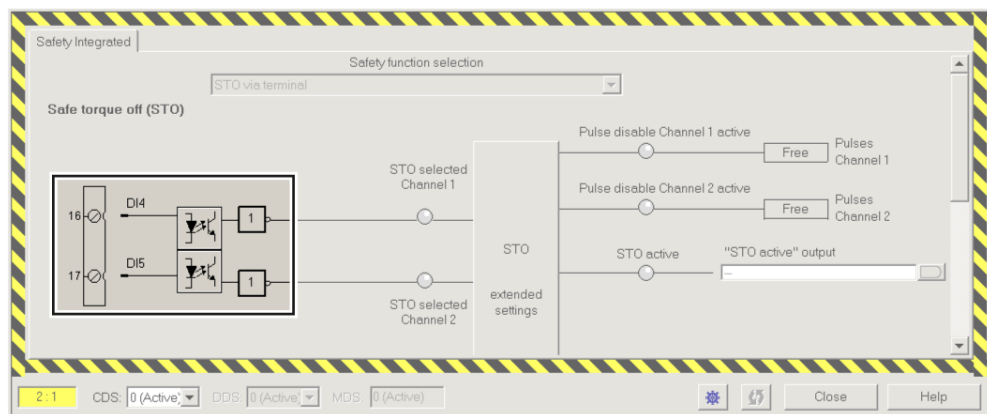 Safety Integrated
Safety function selection
STO via terminal
Safe torque off (STO)
Pulse disable Channel 1 active
Free
Pulses
Channel 1
STO selected
Channel 1
Pulse disable Channel 2 active
Free
Pulses
Channel 2
16
DI4
1
STO
extended
settings
STO active
"STO active" output
17
DI5
1
STO selected
Channel 2
2 : 1
CDS: 0 (Active)
DDS: 0 (Active)
MDS: 0 (Active)
Close
Help